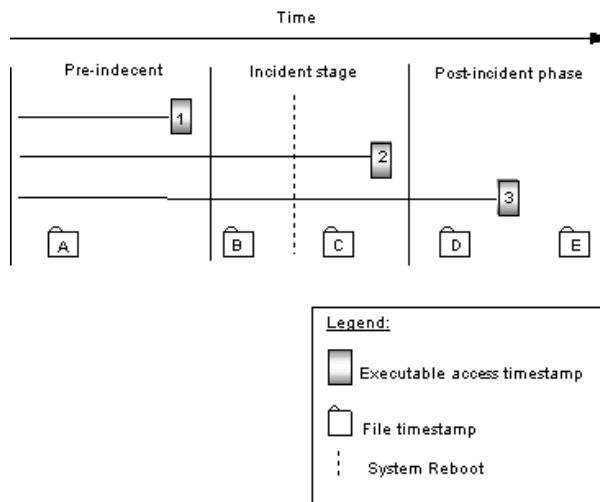 Time
Pre-indecent Incident stage Post-incident phase
1
2
3
A B C D E
Legend:
Executable access timestamp
File timestamp
System Reboot